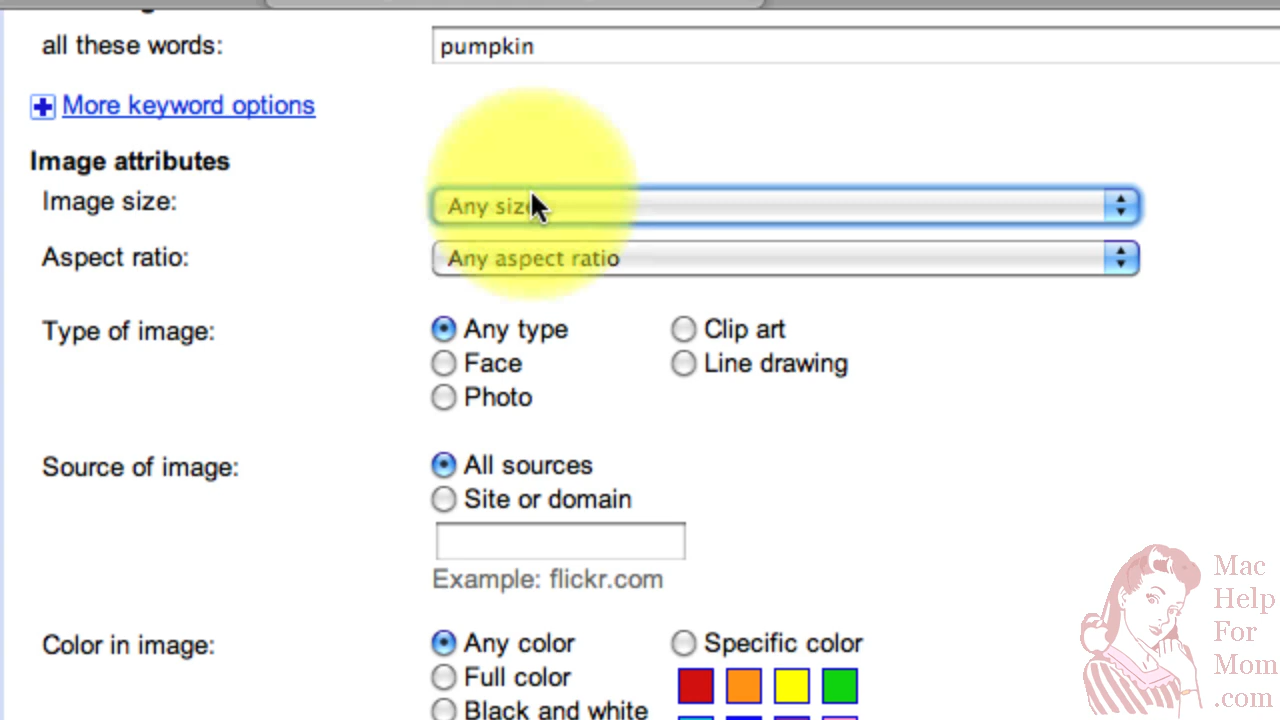 all these words:
pumpkin
More keyword options
Image attributes
Image size:
Any size
Aspect ratio:
Any aspect ratio
Type of image:
Any type
Clip art
Face
Line drawing
Photo
Source of image:
All sources
Site or domain
Example: flickr.com
Color in image:
Any color
Specific color
Full color
Black and white
Mac
Help
For
Mom
.com